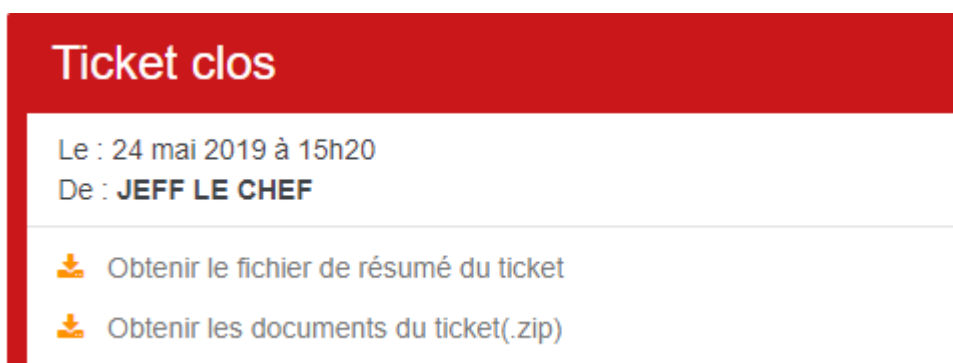 Ticket clos
Le : 24 mai 2019 à 15h20
De : JEFF LE CHEF
Obtenir le fichier de résumé du ticket
Obtenir les documents du ticket(.zip)